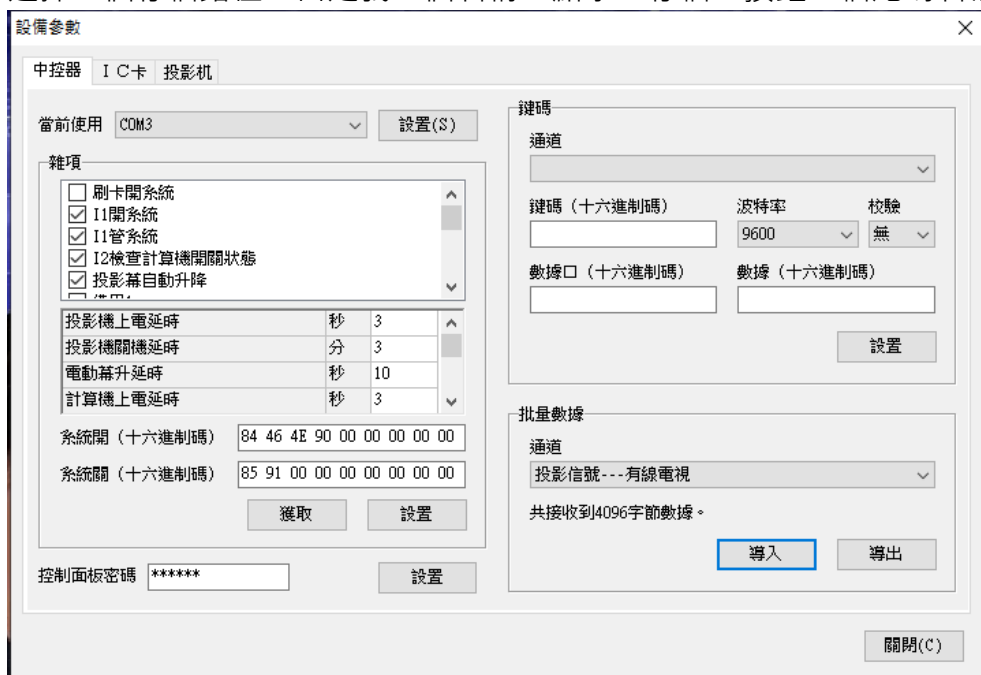 設備參數
中控器 ＩＣ卡 投影机
當前使用 COM3 設置(S)
雜項
刷卡開系統
I1開系統
I1管系統
I2檢查計算機開關狀態
投影幕自動升降
投影機上電延時 秒 3
投影機關機延時 分 3
電動幕升延時 秒 10
計算機上電延時 秒 3
系統開（十六進制碼） 84 46 4E 90 00 00 00 00 00
系統關（十六進制碼） 85 91 00 00 00 00 00 00 00
獲取 設置
控制面板密碼 ****** 設置
鍵碼
通道
鍵碼（十六進制碼） 波特率 校驗
9600 無
數據口（十六進制碼） 數據（十六進制碼）
設置
批量數據
通道
投影信號---有線電視
共接收到4096字節數據。
導入 導出
關閉(C)